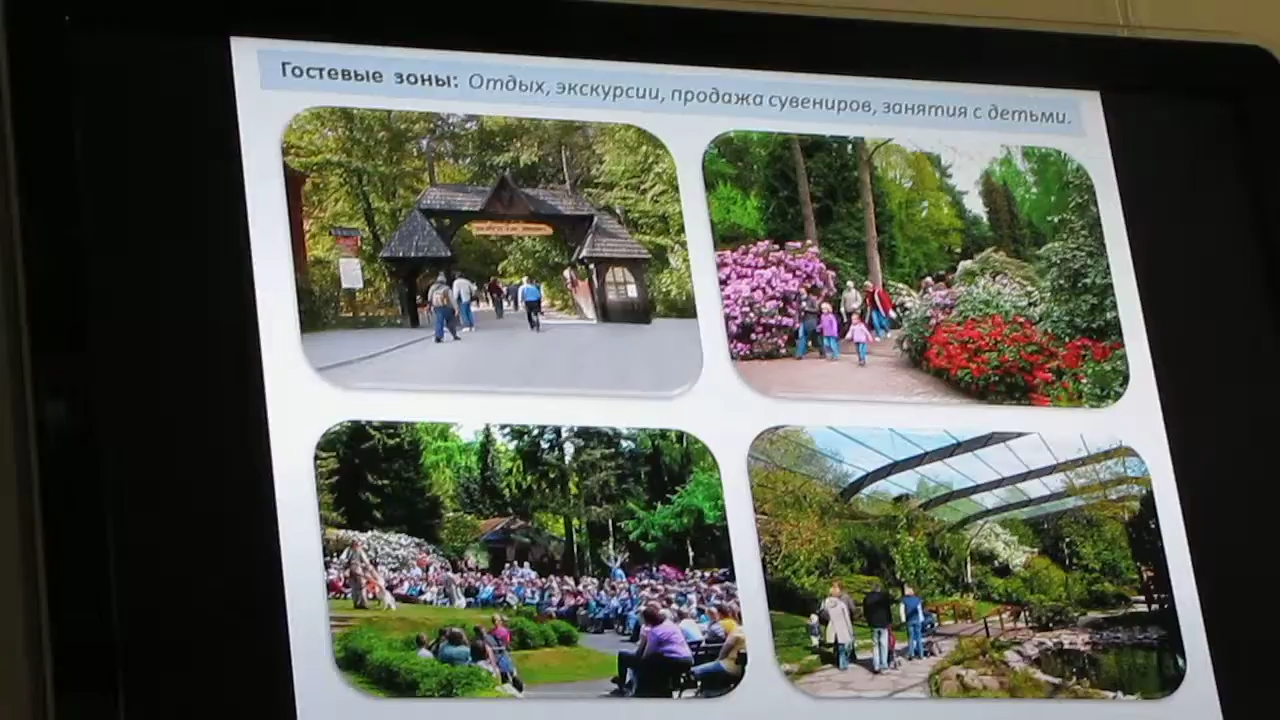 Гостевые зоны: Отдых, экскурсии, продажа сувениров, занятия с детьми.